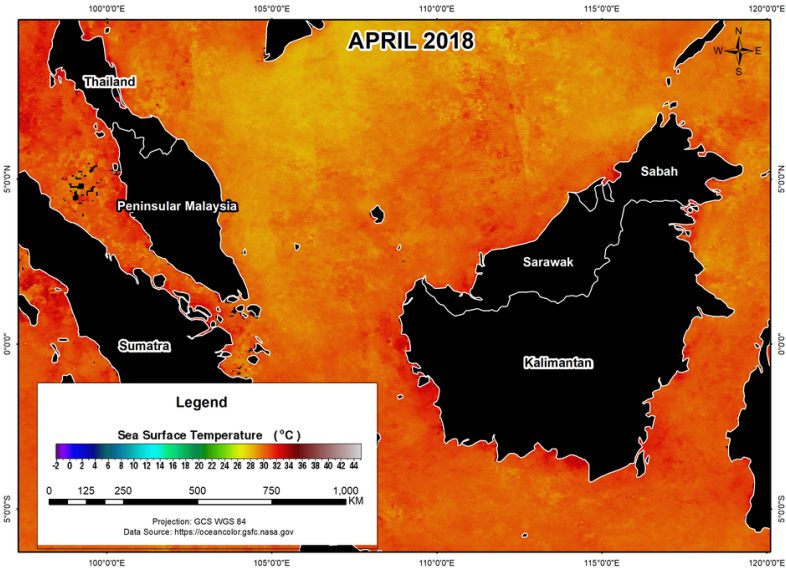 100°0'0"E 105°0'0"E 110°0'0"E 115°0'0"E 120°0'0"E
APRIL 2018
N
W E
S
Thailand
Sabah
5°0'0"N 5°0'0"N
Peninsular Malaysia
Sarawak
Sumatra
0°0'0" 0°0'0"
Kalimantan
Legend
Sea Surface Temperature (°C)
-2 0 2 4 6 8 10 12 14 16 18 20 22 24 26 28 30 32 34 36 38 40 42 44
0 125 250 500 750 1,000
KM
5°0'0"S 5°0'0"S
Projection: GCS WGS 84
Data Source: https://oceancolor.gsfc.nasa.gov
100°0'0"E 105°0'0"E 110°0'0"E 115°0'0"E 120°0'0"E